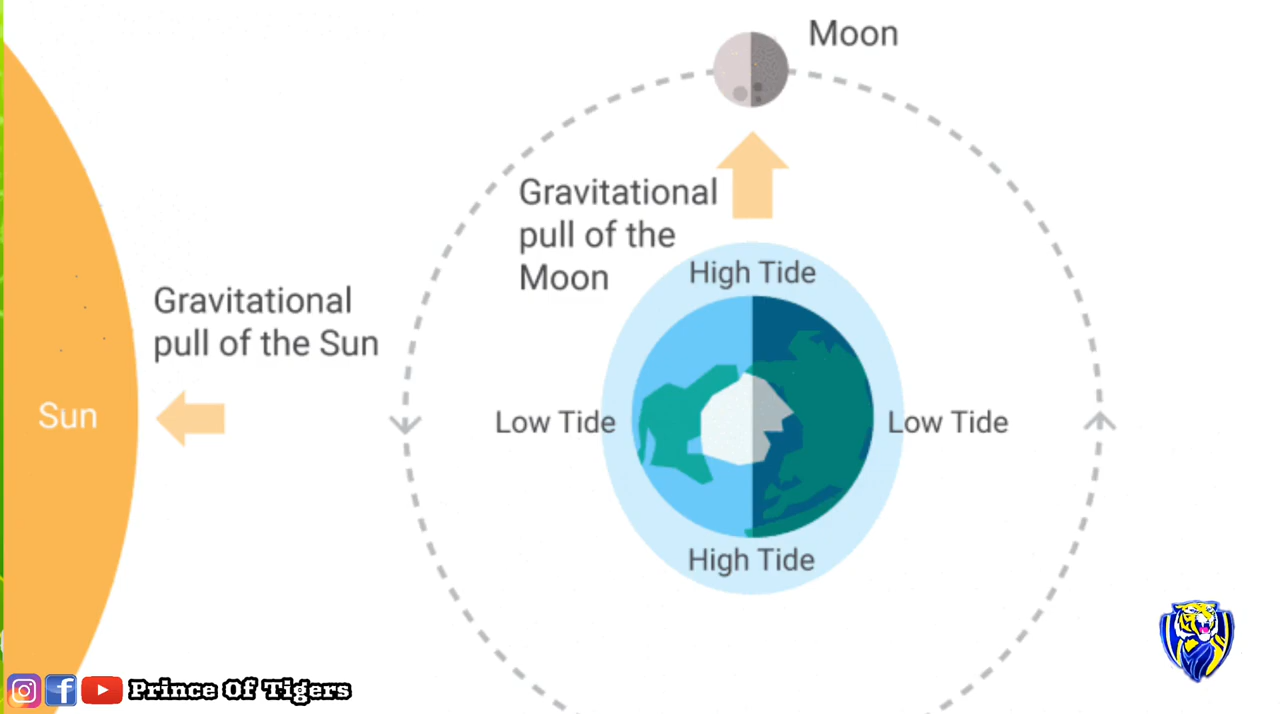 Moon
Gravitational
pull of the
Moon
High Tide
Gravitational
pull of the Sun
Sun
Low Tide
Low Tide
High Tide
Prince Of Tigers